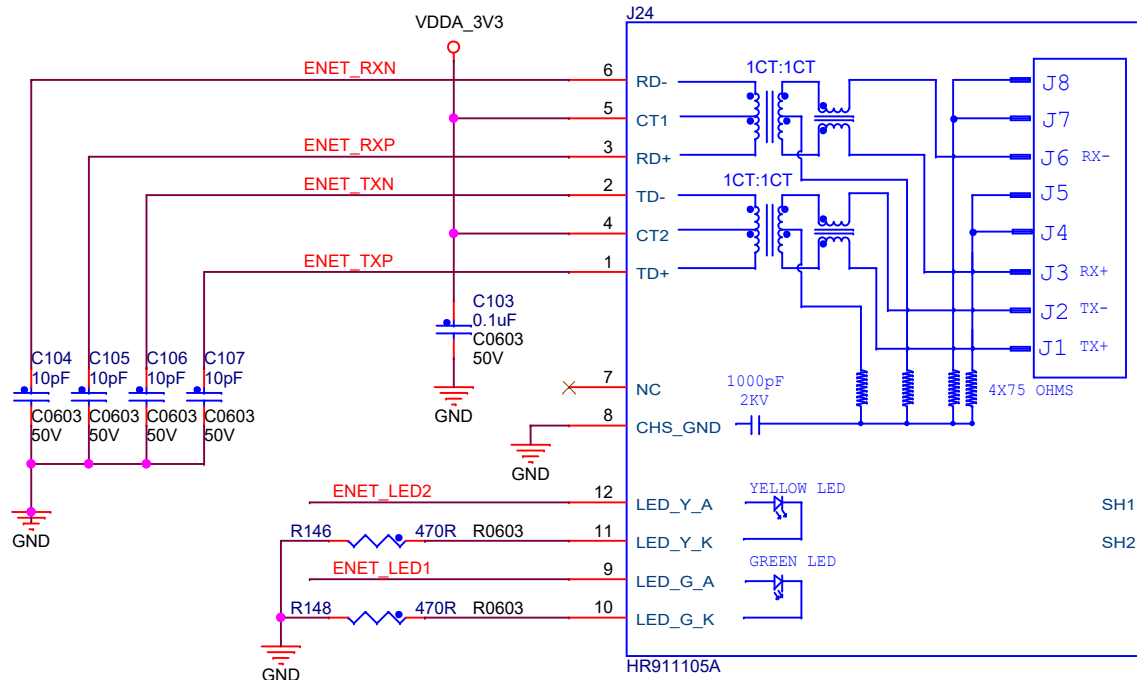 J24
VDDA_3V3
ENET_RXN
6
RD-
1CT:1CT
J8
5
CT1
J7
ENET_RXP
3
RD+
J6 RX-
ENET_TXN
2
TD-
1CT:1CT
J5
4
CT2
J4
ENET_TXP
1
TD+
J3 RX+
J2 TX-
J1 TX+
C103
0.1uF
C0603
50V
GND
C104
10pF
C0603
50V
C105
10pF
C0603
50V
C106
10pF
C0603
50V
C107
10pF
C0603
50V
GND
7
NC
1000pF
2KV
4X75 OHMS
8
CHS_GND
GND
ENET_LED2
12
LED_Y_A
YELLOW LED
SH1
R146
470R
R0603
11
LED_Y_K
SH2
ENET_LED1
9
LED_G_A
GREEN LED
R148
470R
R0603
10
LED_G_K
GND
HR911105A